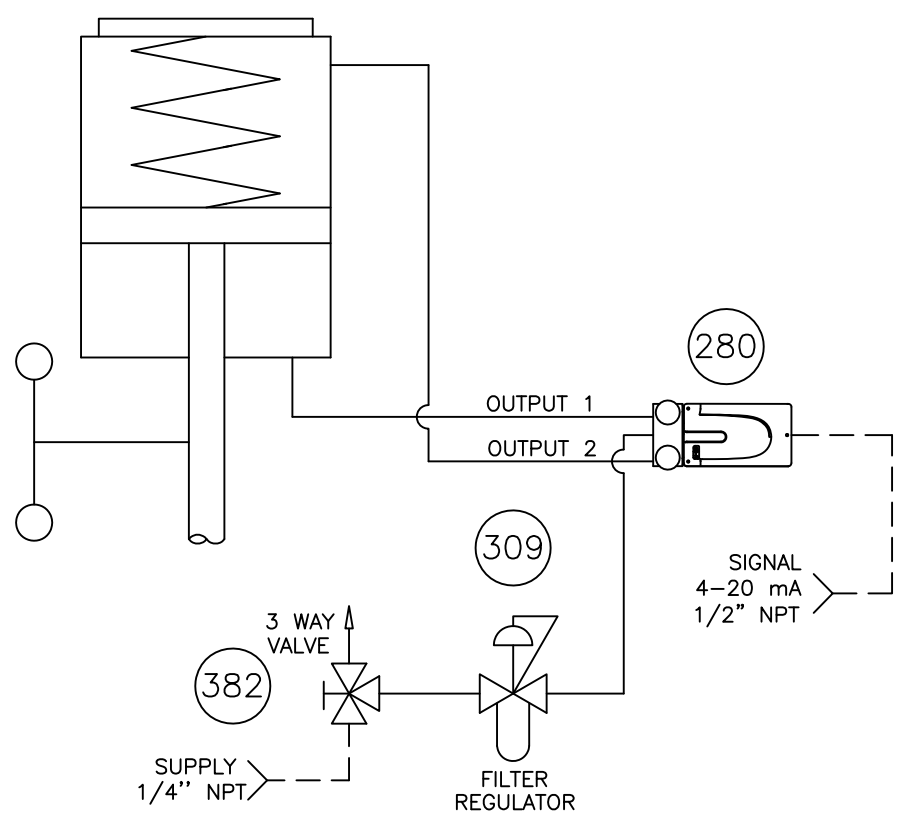 280
OUTPUT 1
OUTPUT 2
309
SIGNAL
4-20 mA
1/2" NPT
3 WAY
VALVE
382
SUPPLY
1/4'' NPT
FILTER
REGULATOR